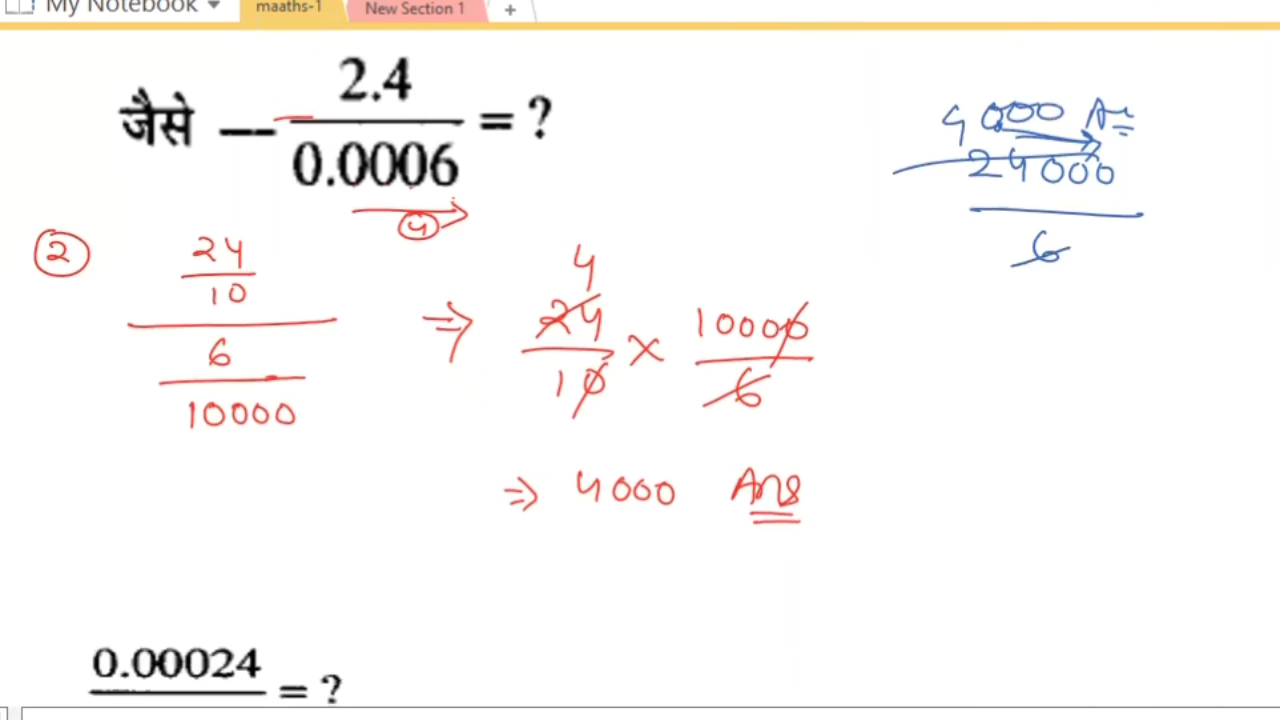 My Notebook
maaths-1 New Section 1 +
जैसे — 2.4 / 0.0006 = ?
4
4000 Ans
24000
6
2
24
10
6
10000
⇒ 4
24 / 10 × 10000 / 6
⇒ 4000 Ans
0.00024 = ?